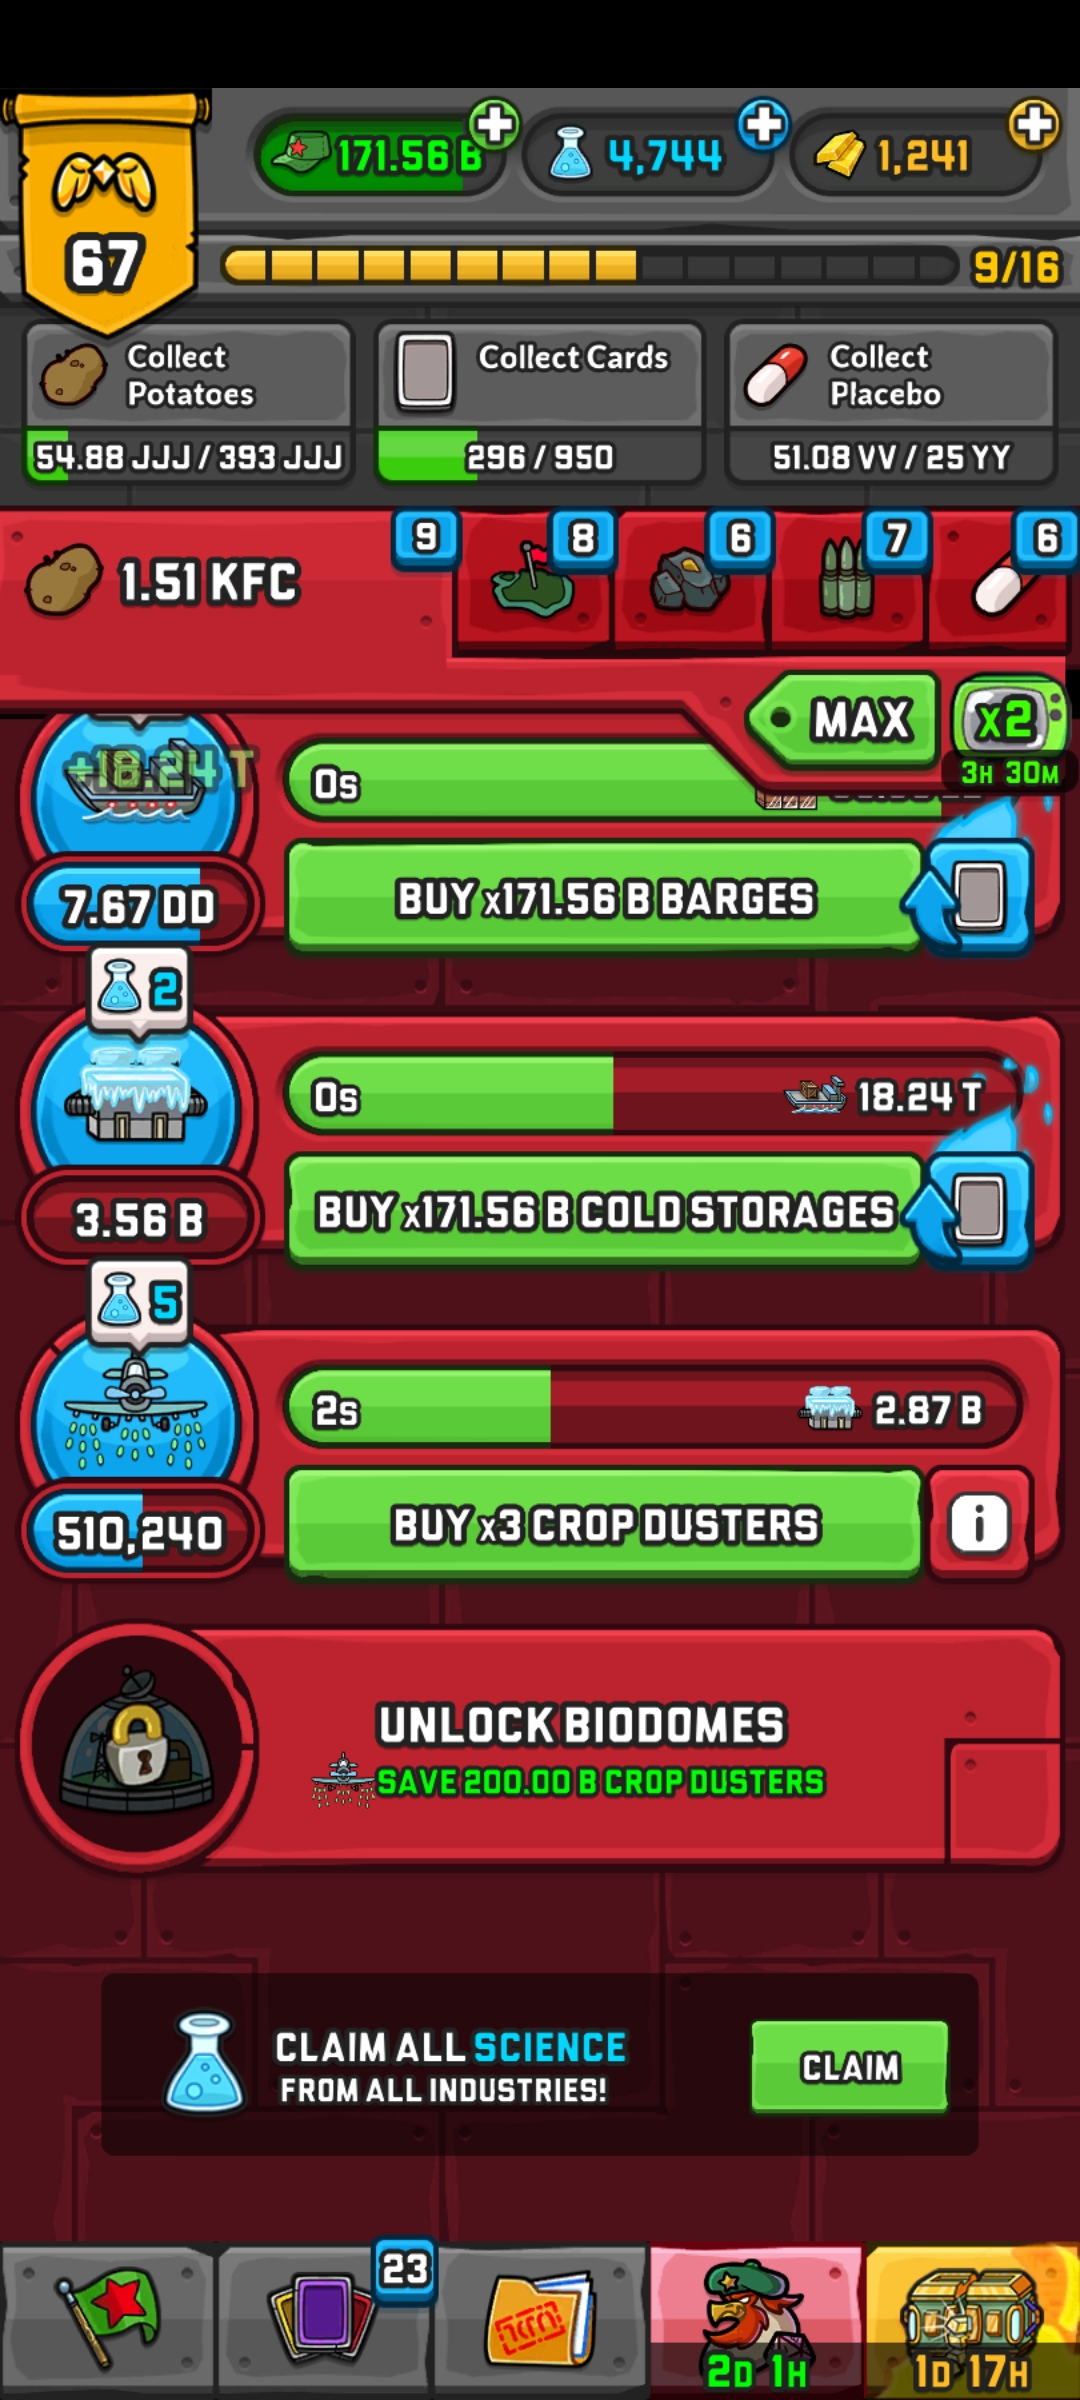 171.56 B
4,744
1,241
67
9/16
Collect
Potatoes
54.88 JJJ / 393 JJJ
Collect Cards
296 / 950
Collect
Placebo
51.08 VV / 25 YY
1.51 KFC
9
8
6
7
6
MAX
x2
3H 30M
+18.24 T
0s
7.67 DD
BUY x171.56 B BARGES
2
0s
18.24 T
3.56 B
BUY x171.56 B COLD STORAGES
5
2s
2.87 B
510,240
BUY x3 CROP DUSTERS
i
UNLOCK BIODOMES
SAVE 200.00 B CROP DUSTERS
CLAIM ALL SCIENCE
FROM ALL INDUSTRIES!
CLAIM
23
2D 1H
1D 17H